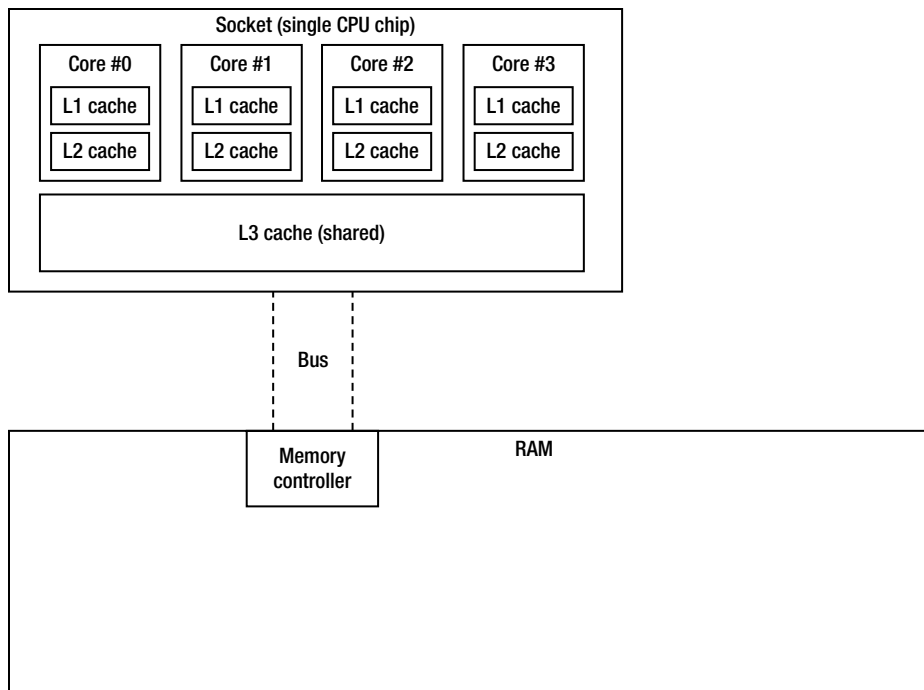 Socket (single CPU chip)
Core #0
Core #1
Core #2
Core #3
L1 cache
L1 cache
L1 cache
L1 cache
L2 cache
L2 cache
L2 cache
L2 cache
L3 cache (shared)
Bus
Memory
controller
RAM